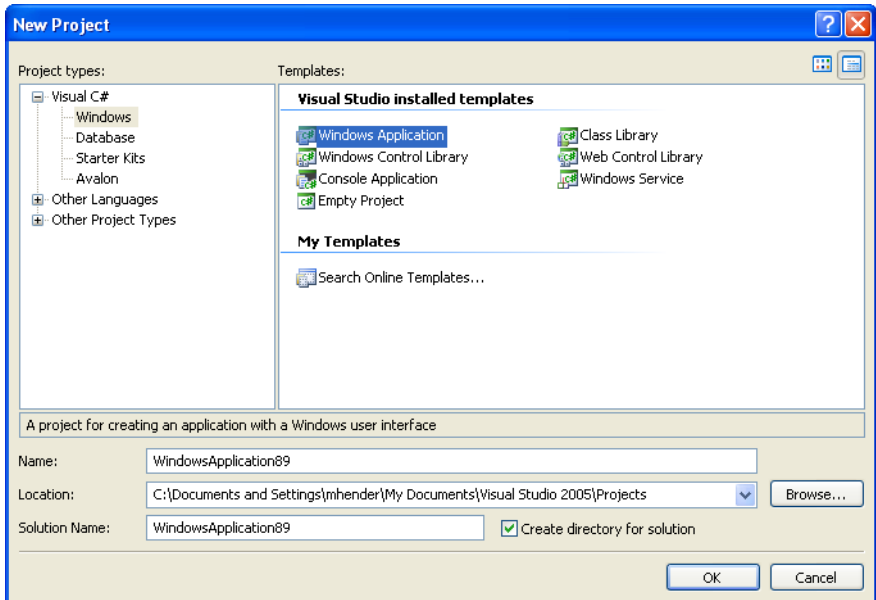 New Project
Project types:
Templates:
Visual C#
Windows
Database
Starter Kits
Avalon
Other Languages
Other Project Types
Visual Studio installed templates
Windows Application
Class Library
Windows Control Library
Web Control Library
Console Application
Windows Service
Empty Project
My Templates
Search Online Templates...
A project for creating an application with a Windows user interface
Name:
WindowsApplication89
Location:
C:\Documents and Settings\mhender\My Documents\Visual Studio 2005\Projects
Browse...
Solution Name:
WindowsApplication89
Create directory for solution
OK
Cancel